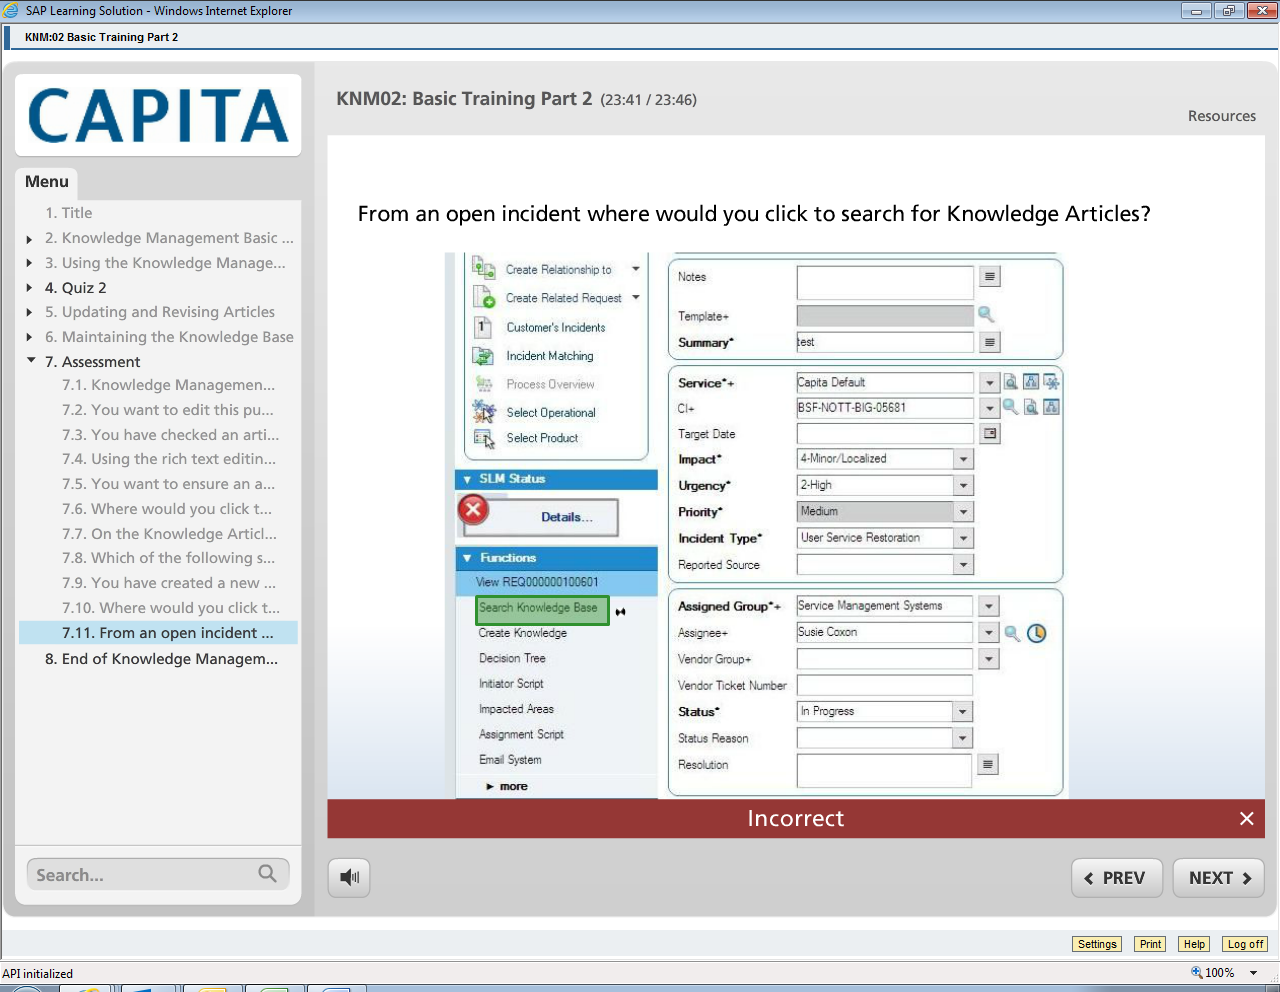 SAP Learning Solution - Windows Internet Explorer
KNM:02 Basic Training Part 2
CAPITA
KNM02: Basic Training Part 2 (23:41 / 23:46)
Resources
Menu
1. Title
2. Knowledge Management Basic ...
3. Using the Knowledge Manage...
4. Quiz 2
5. Updating and Revising Articles
6. Maintaining the Knowledge Base
7. Assessment
7.1. Knowledge Managemen...
7.2. You want to edit this pu...
7.3. You have checked an arti...
7.4. Using the rich text editin...
7.5. You want to ensure an a...
7.6. Where would you click t...
7.7. On the Knowledge Articl...
7.8. Which of the following s...
7.9. You have created a new ...
7.10. Where would you click t...
7.11. From an open incident ...
8. End of Knowledge Managem...
Search...
From an open incident where would you click to search for Knowledge Articles?
Create Relationship to
Create Related Request
1 Customer's Incidents
Incident Matching
Process Overview
Select Operational
Select Product
SLM Status
Details...
Functions
View REQ000000100601
Search Knowledge Base
Create Knowledge
Decision Tree
Initiator Script
Impacted Areas
Assignment Script
Email System
more
Notes
Template+
Summary* test
Service*+ Capita Default
CI+ BSF-NOTT-BIG-05681
Target Date
Impact* 4-Minor/Localized
Urgency* 2-High
Priority* Medium
Incident Type* User Service Restoration
Reported Source
Assigned Group*+ Service Management Systems
Assignee+ Susie Coxon
Vendor Group+
Vendor Ticket Number
Status* In Progress
Status Reason
Resolution
Incorrect
PREV
NEXT
Settings
Print
Help
Log off
API initialized
100%